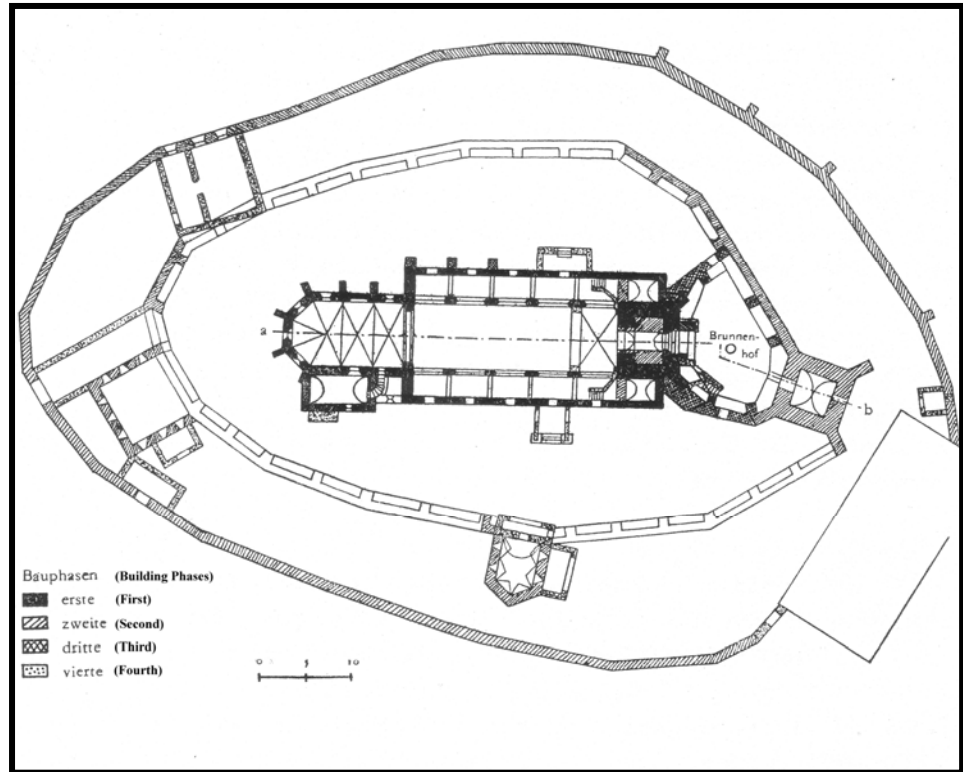 a
Brunnen-
hof
b
Bauphasen (Building Phases)
erste (First)
zweite (Second)
dritte (Third)
vierte (Fourth)
0 5 10